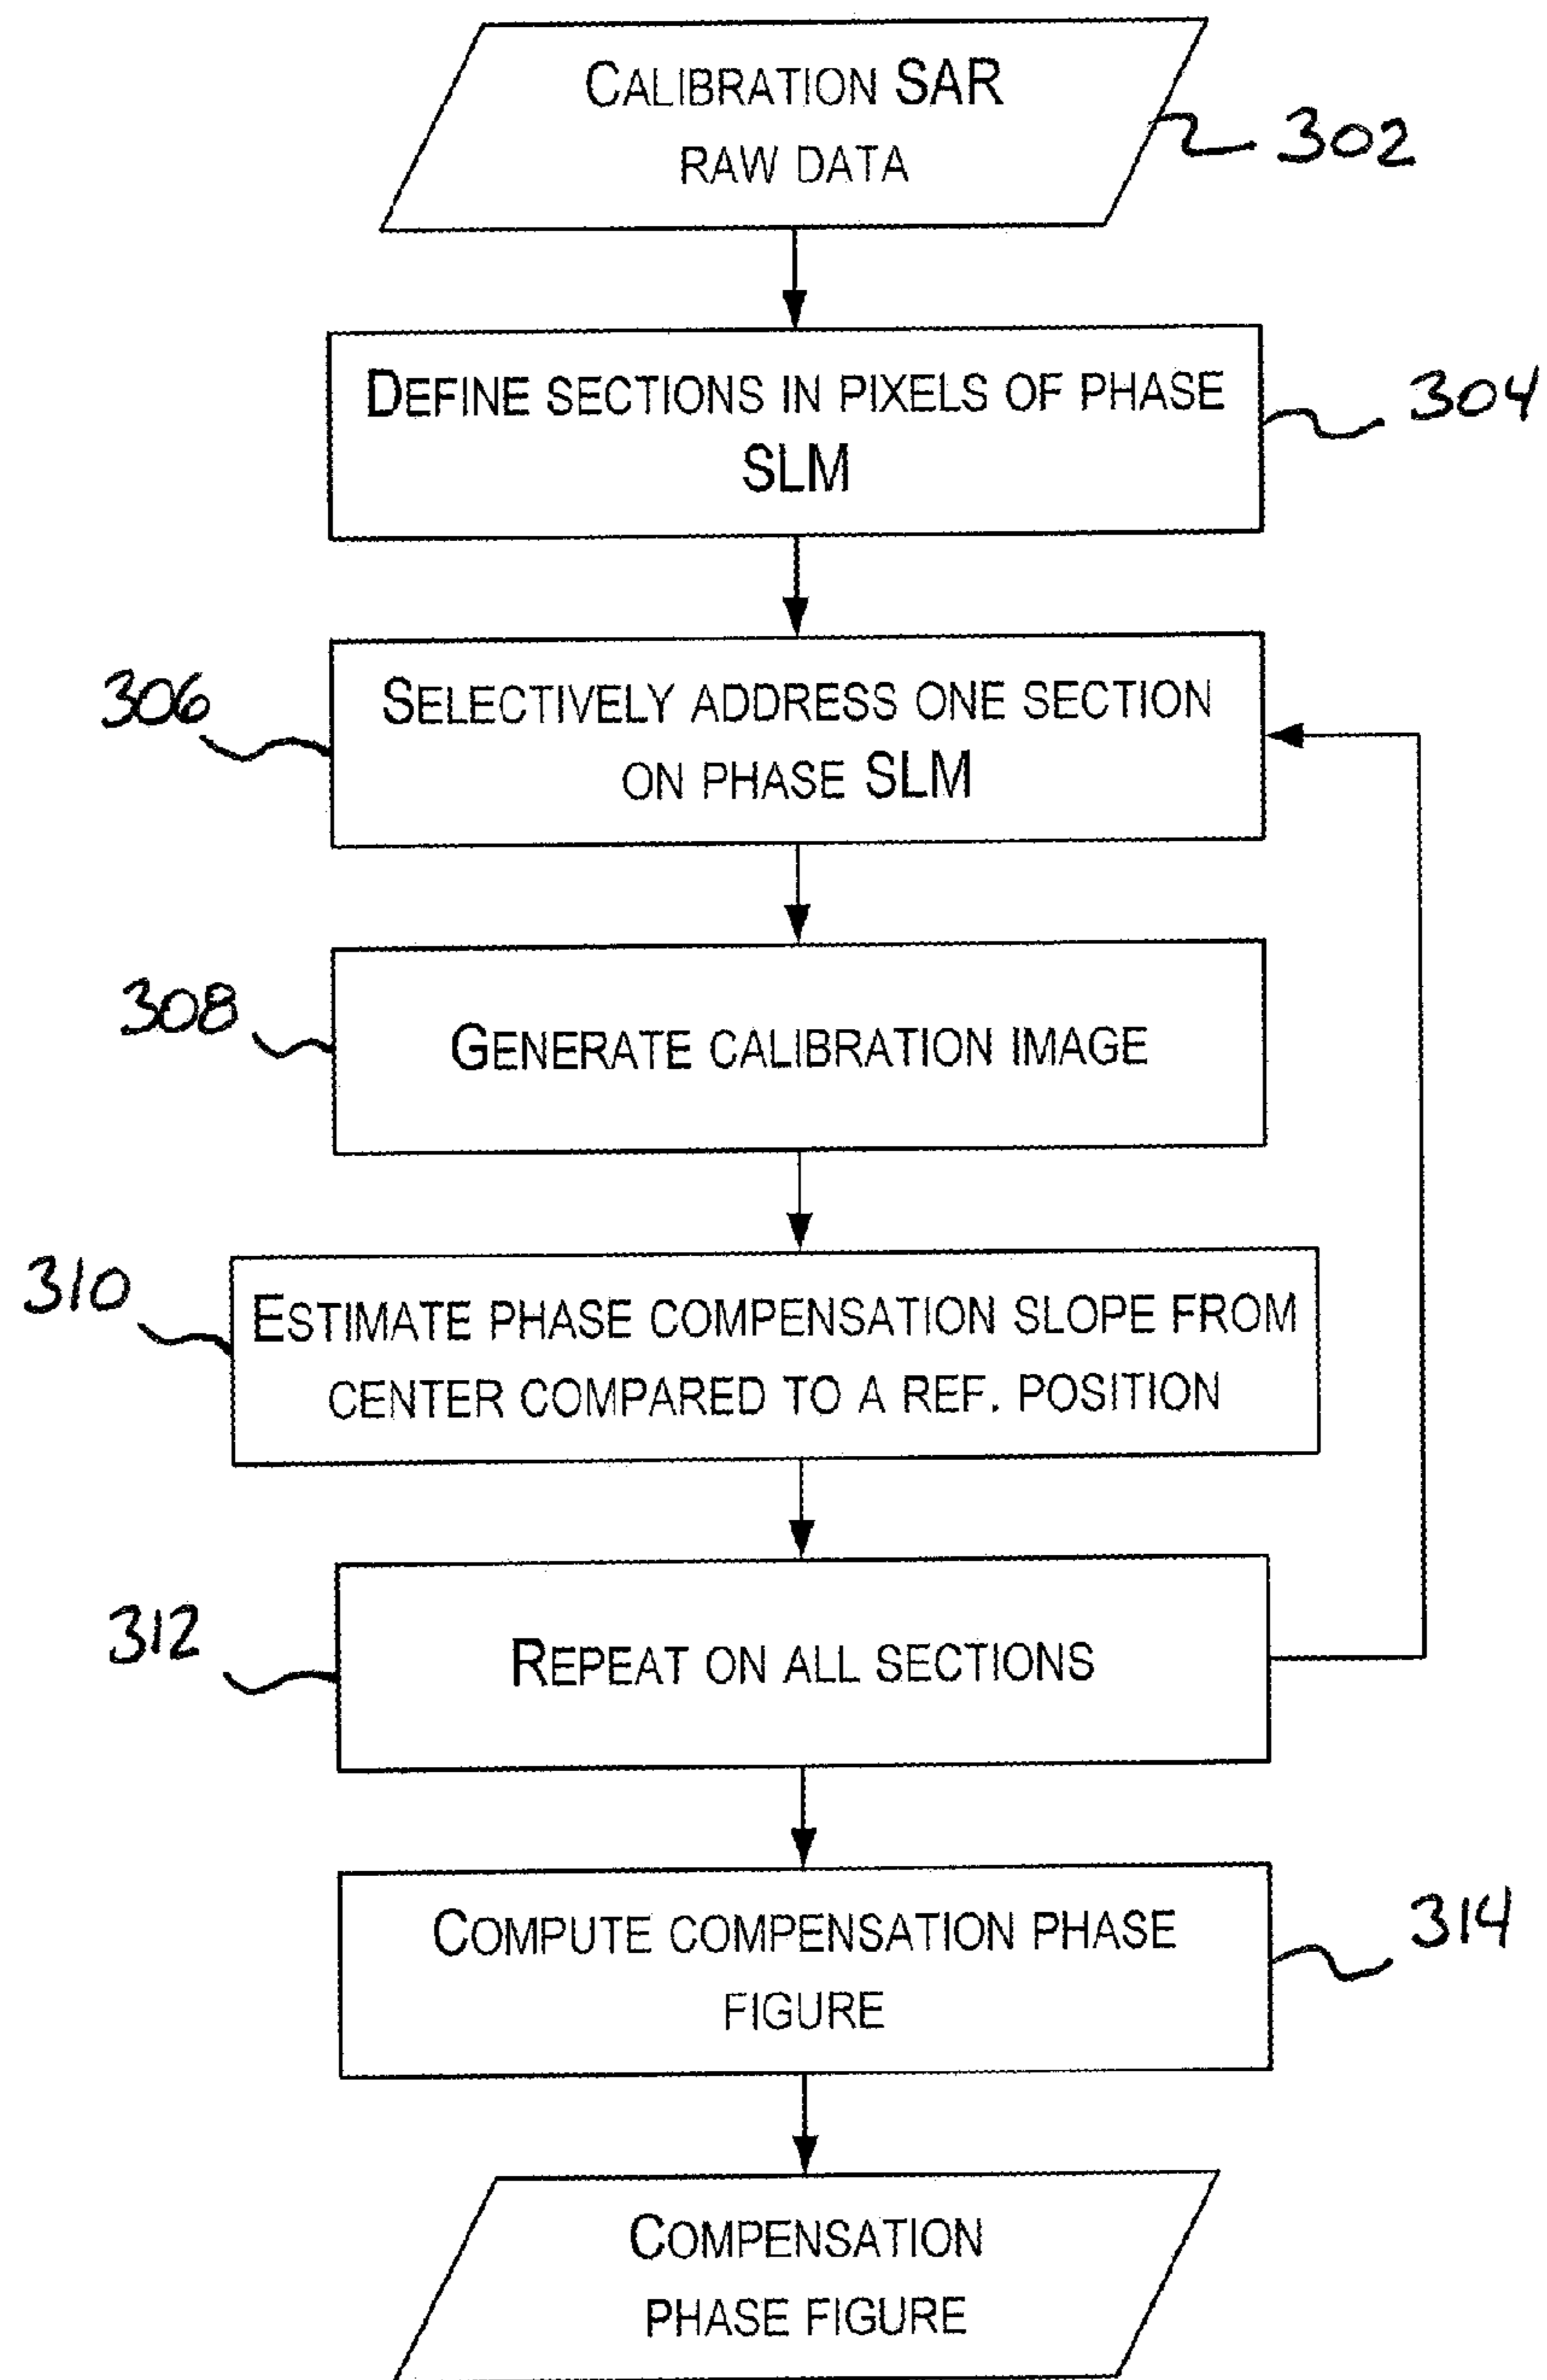 CALIBRATION SAR
RAW DATA
302
DEFINE SECTIONS IN PIXELS OF PHASE
SLM
304
306
SELECTIVELY ADDRESS ONE SECTION
ON PHASE SLM
308
GENERATE CALIBRATION IMAGE
310
ESTIMATE PHASE COMPENSATION SLOPE FROM
CENTER COMPARED TO A REF. POSITION
312
REPEAT ON ALL SECTIONS
COMPUTE COMPENSATION PHASE
FIGURE
314
COMPENSATION
PHASE FIGURE